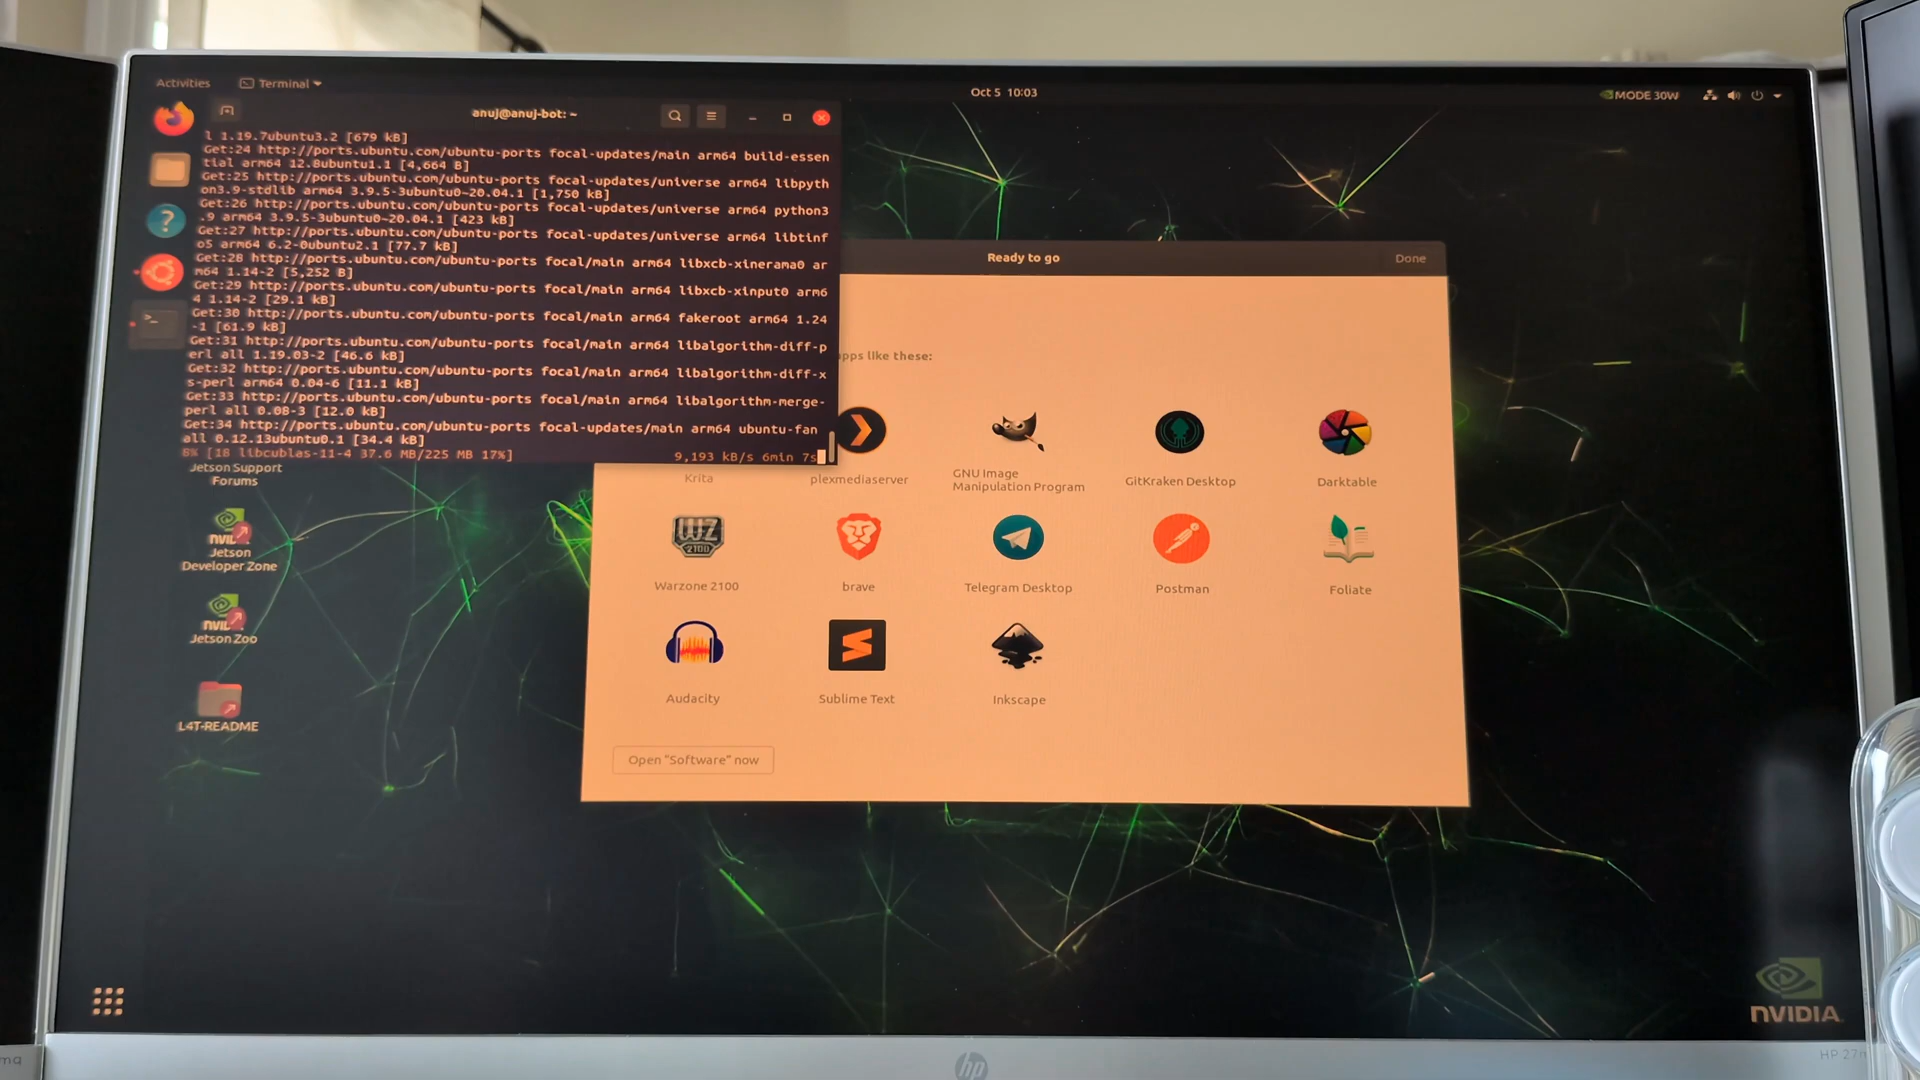 Activities
Terminal
Oct 5 10:03
MODE 30W
anuj@anuj-bot: ~
l 1.19.7ubuntu3.2 [679 kB]
Get:24 http://ports.ubuntu.com/ubuntu-ports focal-updates/main arm64 build-essen
tial arm64 12.8ubuntu1.1 [4,664 B]
Get:25 http://ports.ubuntu.com/ubuntu-ports focal-updates/universe arm64 libpyth
on3.9-stdlib arm64 3.9.5-3ubuntu0~20.04.1 [1,750 kB]
Get:26 http://ports.ubuntu.com/ubuntu-ports focal-updates/universe arm64 python3
.9 arm64 3.9.5-3ubuntu0~20.04.1 [423 kB]
Get:27 http://ports.ubuntu.com/ubuntu-ports focal-updates/universe arm64 libtinf
o5 arm64 6.2-0ubuntu2.1 [77.7 kB]
Get:28 http://ports.ubuntu.com/ubuntu-ports focal/main arm64 libxcb-xinerama0 ar
m64 1.14-2 [5,252 B]
Get:29 http://ports.ubuntu.com/ubuntu-ports focal/main arm64 libxcb-xinput0 arm6
4 1.14-2 [29.1 kB]
Get:30 http://ports.ubuntu.com/ubuntu-ports focal/main arm64 fakeroot arm64 1.24
-1 [61.9 kB]
Get:31 http://ports.ubuntu.com/ubuntu-ports focal/main arm64 libalgorithm-diff-p
erl all 1.19.03-2 [46.6 kB]
Get:32 http://ports.ubuntu.com/ubuntu-ports focal/main arm64 libalgorithm-diff-x
s-perl arm64 0.04-6 [11.1 kB]
Get:33 http://ports.ubuntu.com/ubuntu-ports focal/main arm64 libalgorithm-merge-
perl all 0.08-3 [12.0 kB]
Get:34 http://ports.ubuntu.com/ubuntu-ports focal-updates/main arm64 ubuntu-fan
all 0.12.13ubuntu0.1 [34.4 kB]
8% [18 libcublas-11-4 37.6 MB/225 MB 17%] 9,193 kB/s 6min 7s
Ready to go
Done
apps like these:
Krita
plexmediaserver
GNU Image
Manipulation Program
GitKraken Desktop
Darktable
Warzone 2100
brave
Telegram Desktop
Postman
Foliate
Audacity
Sublime Text
Inkscape
Open "Software" now
Jetson Support
Forums
Jetson
Developer Zone
Jetson Zoo
L4T-README
NVIDIA
hp